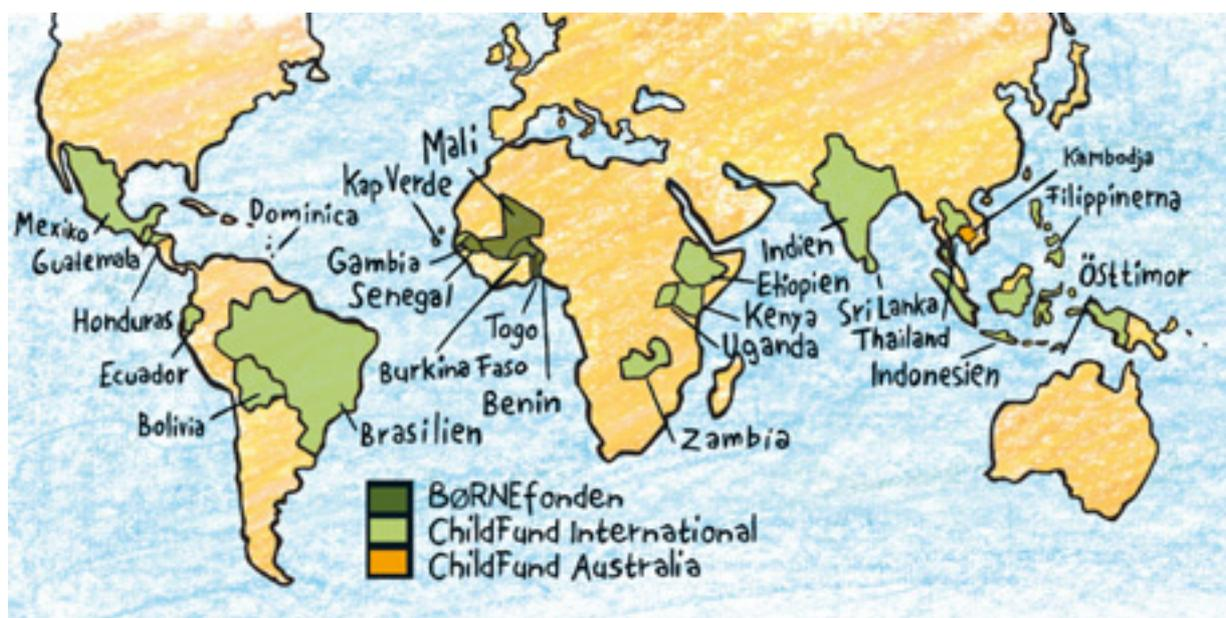 Mali
Kap Verde
Kambodja
Filippinerna
Mexiko
Dominica
Guatemala
Gambia
Indien
Östtimor
Senegal
Etiopien
Honduras
Togo
Kenya
Sri Lanka
Uganda
Thailand
Ecuador
Burkina Faso
Indonesien
Benin
Bolivia
Brasilien
Zambia
BØRNEfonden
ChildFund International
ChildFund Australia